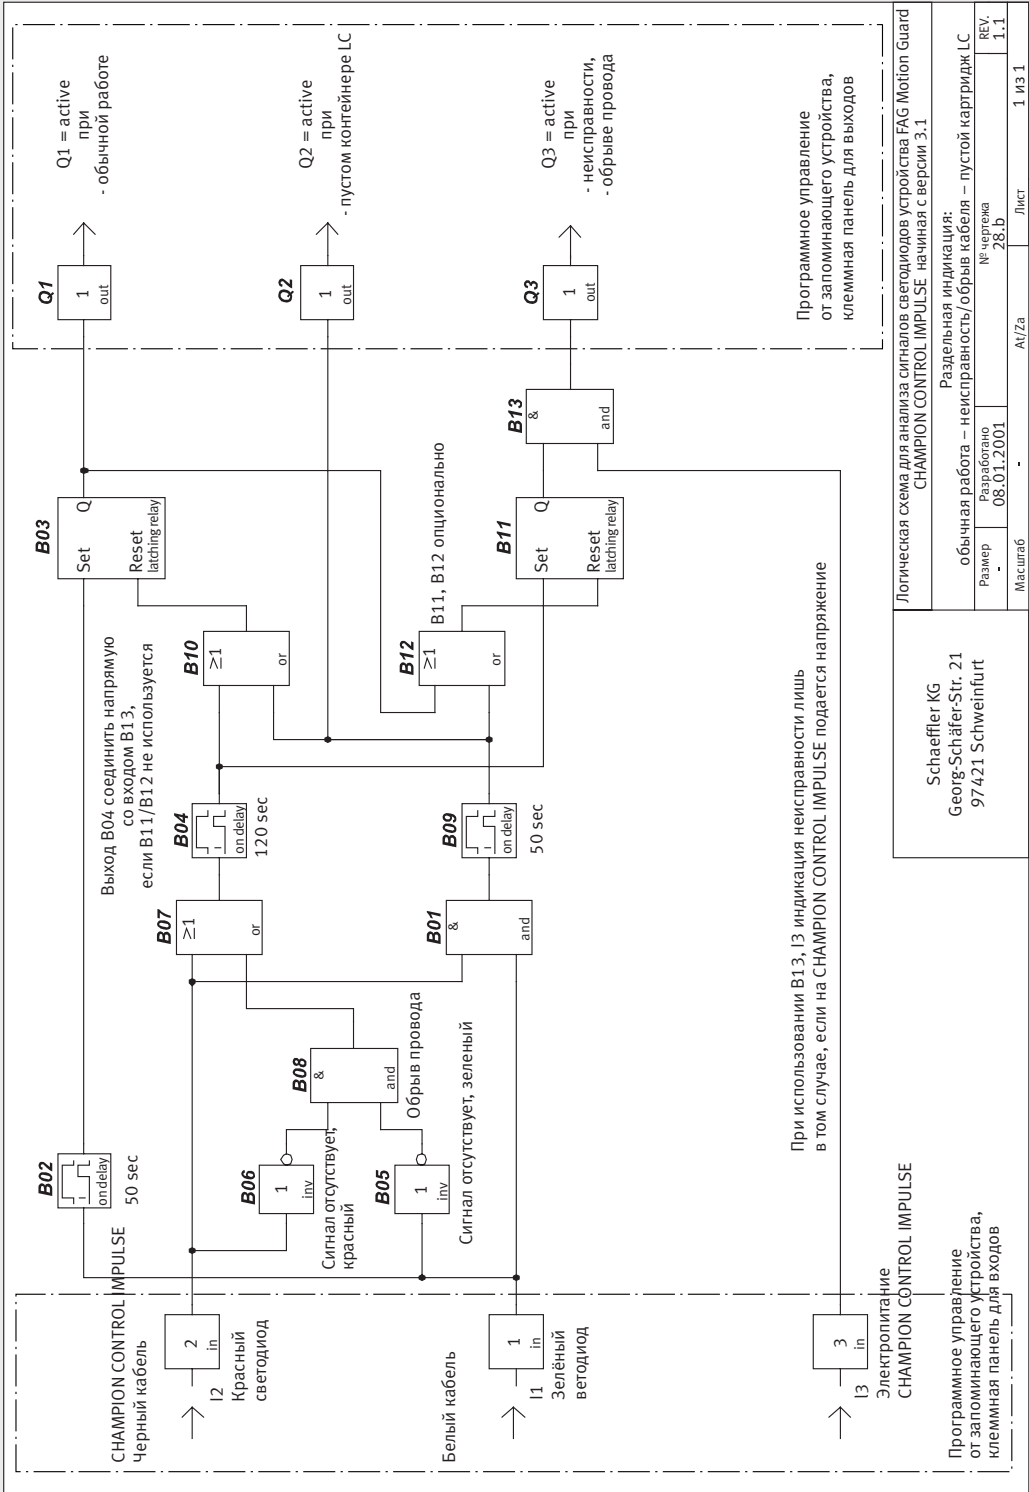 CHAMPION CONTROL IMPULSE
Черный кабель
2
in
I2
Красный
светодиод
Белый кабель
1
in
I1
Зелёный
ветодиод
3
in
I3
Электропитание
CHAMPION CONTROL IMPULSE
Программное управление
от запоминающего устройства,
клеммная панель для входов
B02
on delay
50 sec
B06
1
inv
Сигнал отсутствует,
красный
B05
1
inv
Сигнал отсутствует, зеленый
B08
&
and
Обрыв провода
B07
≥1
or
B01
&
and
Выход B04 соединить напрямую
со входом B13,
если B11/B12 не используется
B04
on delay
120 sec
B09
on delay
50 sec
B10
≥1
or
B12
≥1
or
B11, B12 опционально
B03
Set
Q
Reset
latching relay
B11
Set
Q
Reset
latching relay
B13
&
and
При использовании B13, I3 индикация неисправности лишь
в том случае, если на CHAMPION CONTROL IMPULSE подается напряжение
Q1
1
out
Q1 = active
при
- обычной работе
Q2
1
out
Q2 = active
при
- пустом контейнере LC
Q3
1
out
Q3 = active
при
- неисправности,
- обрыве провода
Программное управление
от запоминающего устройства,
клеммная панель для выходов
Schaeffler KG
Georg-Schäfer-Str. 21
97421 Schweinfurt
Логическая схема для анализа сигналов светодиодов устройства FAG Motion Guard
CHAMPION CONTROL IMPULSE начиная с версии 3.1
Раздельная индикация:
обычная работа – неисправность/обрыв кабеля – пустой картридж LC
Размер
-
Разработано
08.01.2001
№ чертежа
28.b
REV.
1.1
Масштаб
-
At/Za
Лист
1 из 1